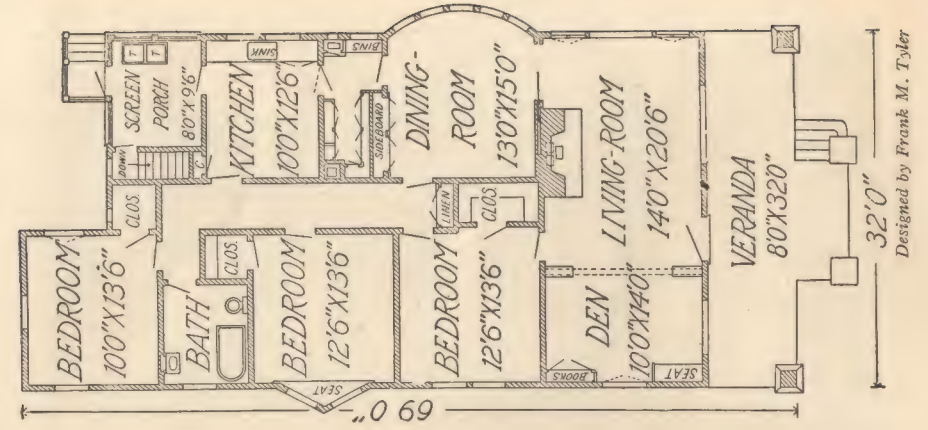 SCREEN
PORCH
8'0"X9'6"
T
T
DOWN
C.
SINK
KITCHEN
10'0"X12'6"
BINS
SIDEBOARD
DINING-
ROOM
13'0"X15'0"
LIVING-ROOM
14'0"X20'6"
VERANDA
8'0"X32'0"
CLOS.
LINEN
CLOS.
BEDROOM
10'0"X13'6"
BATH
CLOS.
BEDROOM
12'6"X13'6"
SEAT
BEDROOM
12'6"X13'6"
DEN
10'0"X14'0"
BOOKS
SEAT
69'0"
32'0"
Designed by Frank M. Tyler